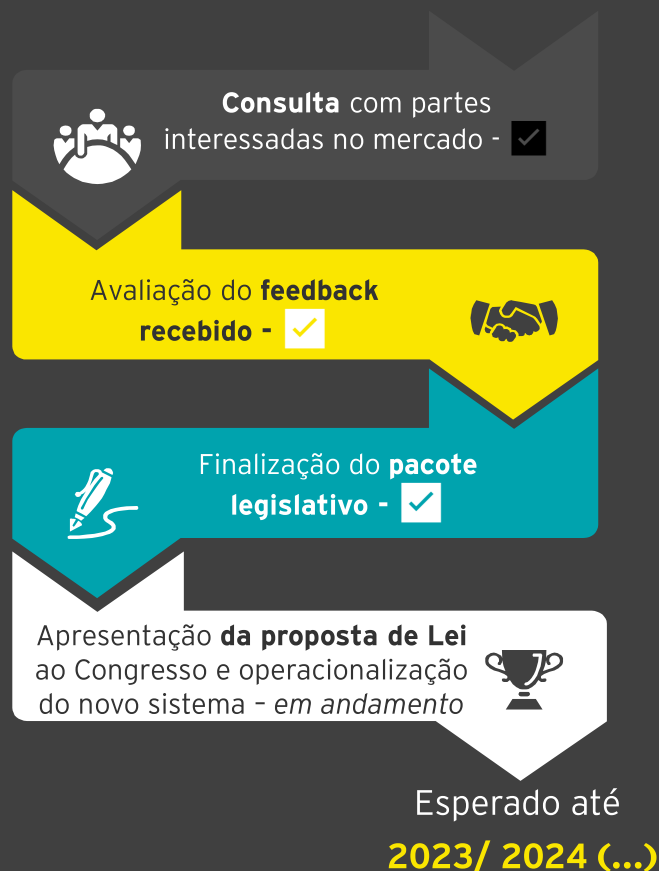 Consulta com partes
interessadas no mercado -
Avaliação do feedback
recebido -
Finalização do pacote
legislativo -
Apresentação da proposta de Lei
ao Congresso e operacionalização
do novo sistema – em andamento
Esperado até
2023/ 2024 (...)